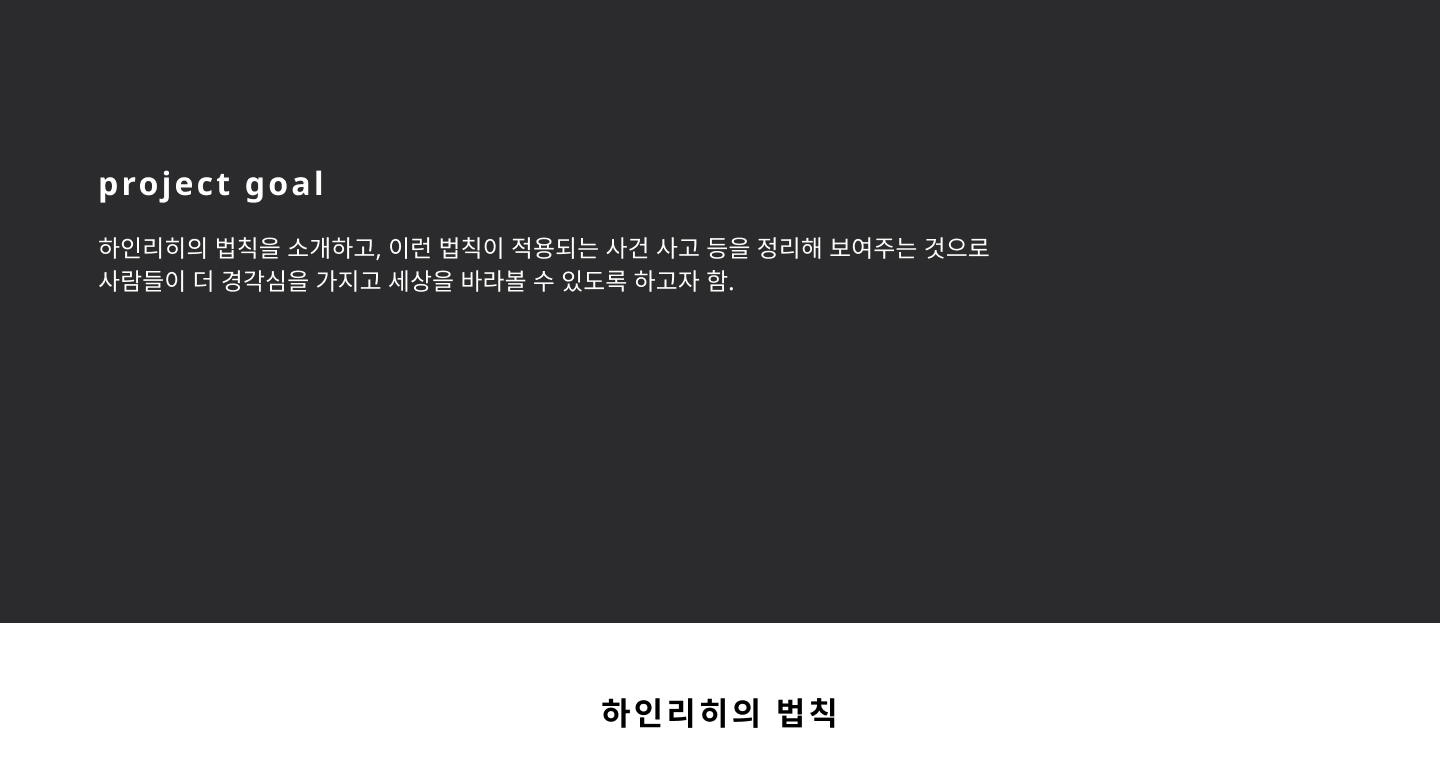 project goal
하인리히의 법칙을 소개하고, 이런 법칙이 적용되는 사건 사고 등을 정리해 보여주는 것으로
사람들이 더 경각심을 가지고 세상을 바라볼 수 있도록 하고자 함.
하인리히의 법칙